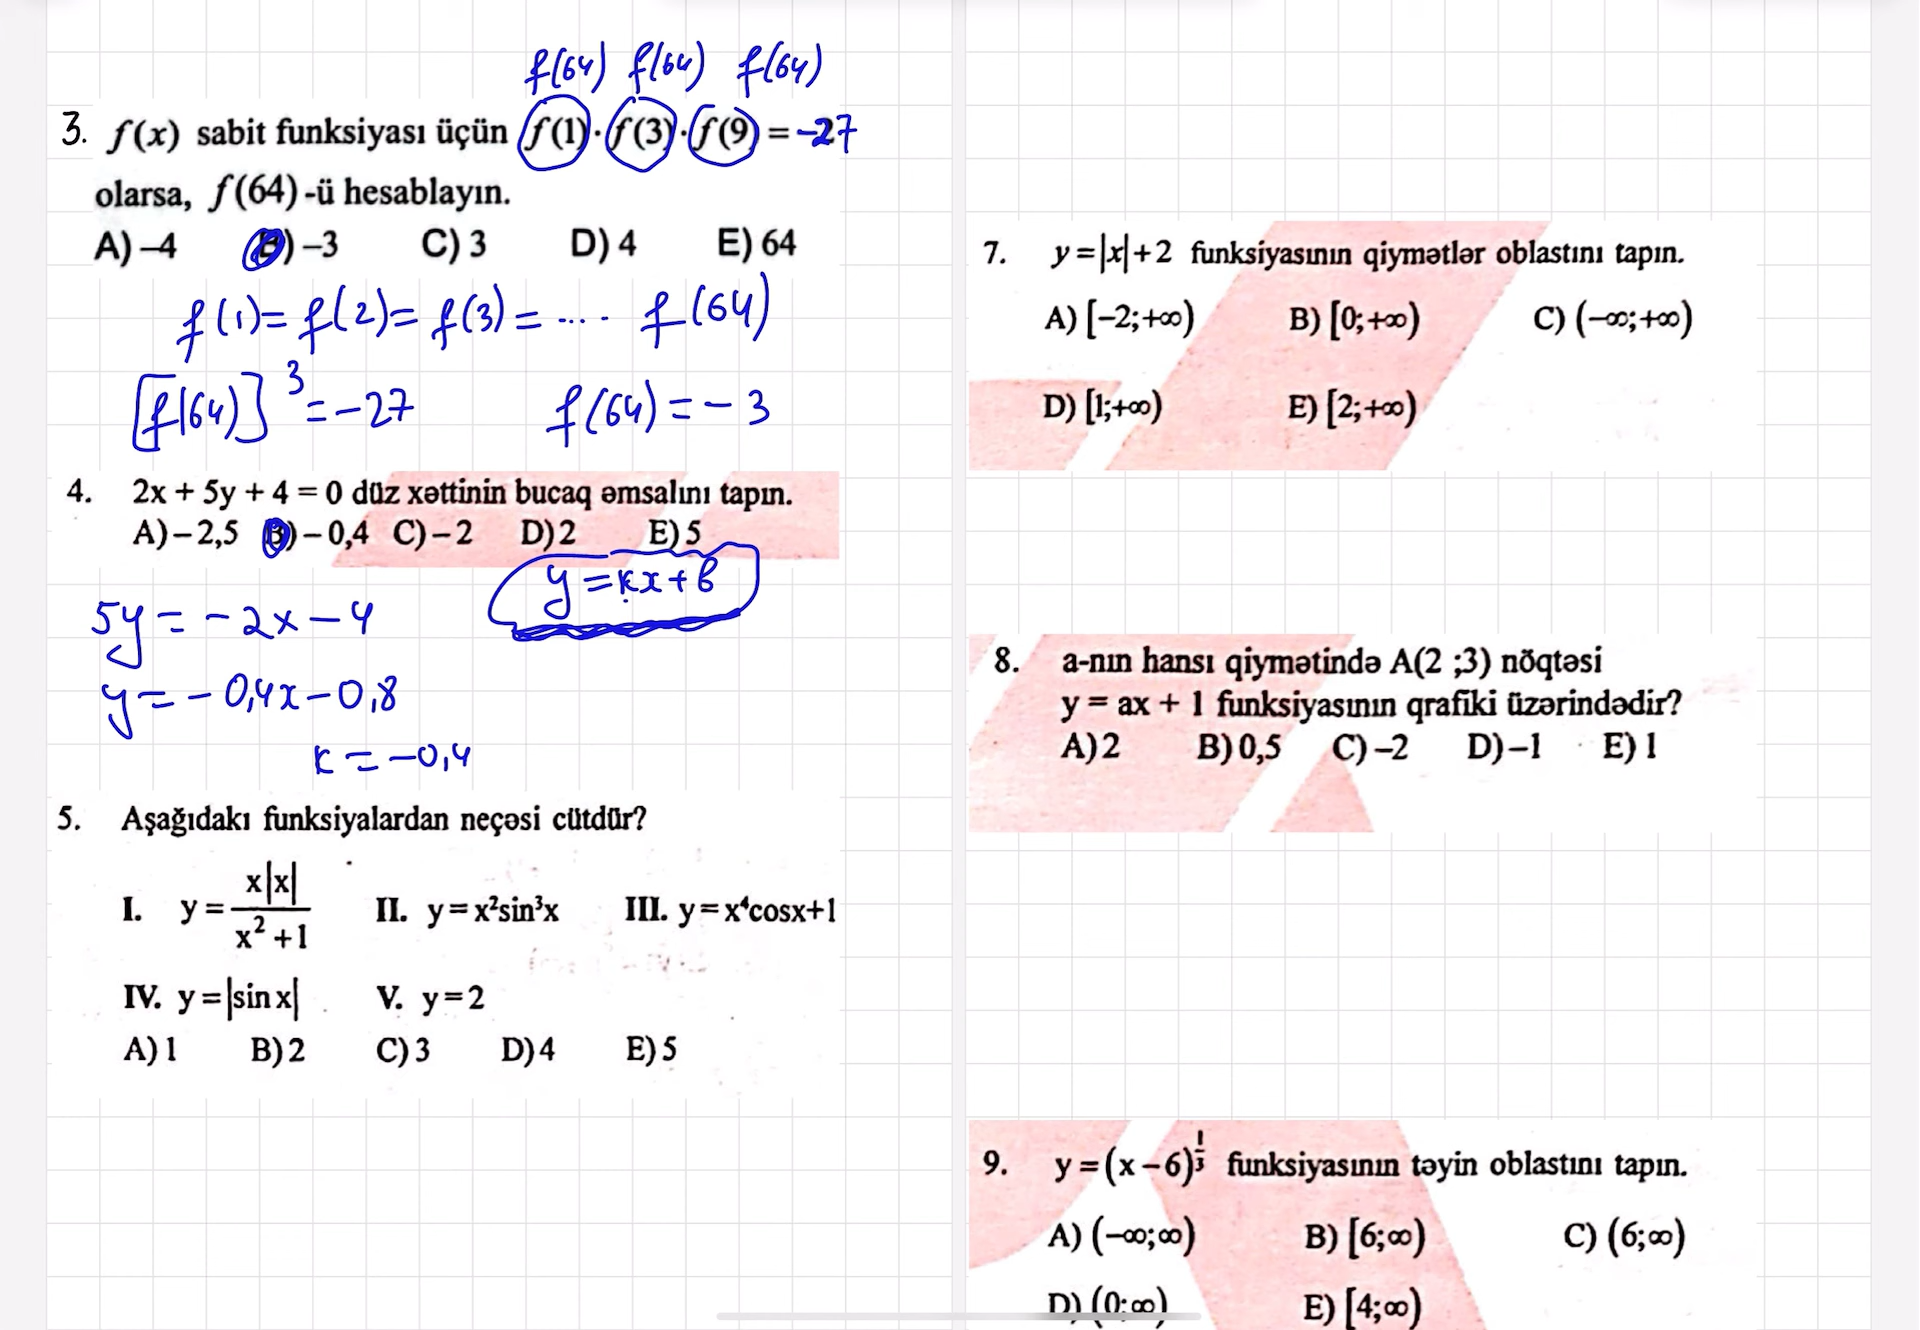 f(64) f(64) f(64)
3. f(x) sabit funksiyası üçün f(1)·f(3)·f(9) = -27
olarsa, f(64)-ü hesablayın.
A) –4 B) –3 C) 3 D) 4 E) 64
f(1)= f(2)= f(3)= .... f(64)
[f(64)]³=-27 f(64)=-3
4. 2x + 5y + 4 = 0 düz xəttinin bucaq əmsalını tapın.
A) – 2,5 B) – 0,4 C) – 2 D) 2 E) 5
y=kx+b
5y=-2x-4
y=-0,4x-0,8
k=-0,4
5. Aşağıdakı funksiyalardan neçəsi cütdür?
I. y = x|x| / x²+1 II. y=x²sin³x III. y=x⁴cosx+1
IV. y=|sin x| V. y=2
A) 1 B) 2 C) 3 D) 4 E) 5
7. y=|x|+2 funksiyasının qiymətlər oblastını tapın.
A) [–2;+∞) B) [0;+∞) C) (–∞;+∞)
D) [1;+∞) E) [2;+∞)
8. a-nın hansı qiymətində A(2 ;3) nöqtəsi
y = ax + 1 funksiyasının qrafiki üzərindədir?
A) 2 B) 0,5 C) –2 D) –1 E) 1
9. y=(x–6)^(1/3) funksiyasının təyin oblastını tapın.
A) (–∞;∞) B) [6;∞) C) (6;∞)
D) (0;∞) E) [4;∞)